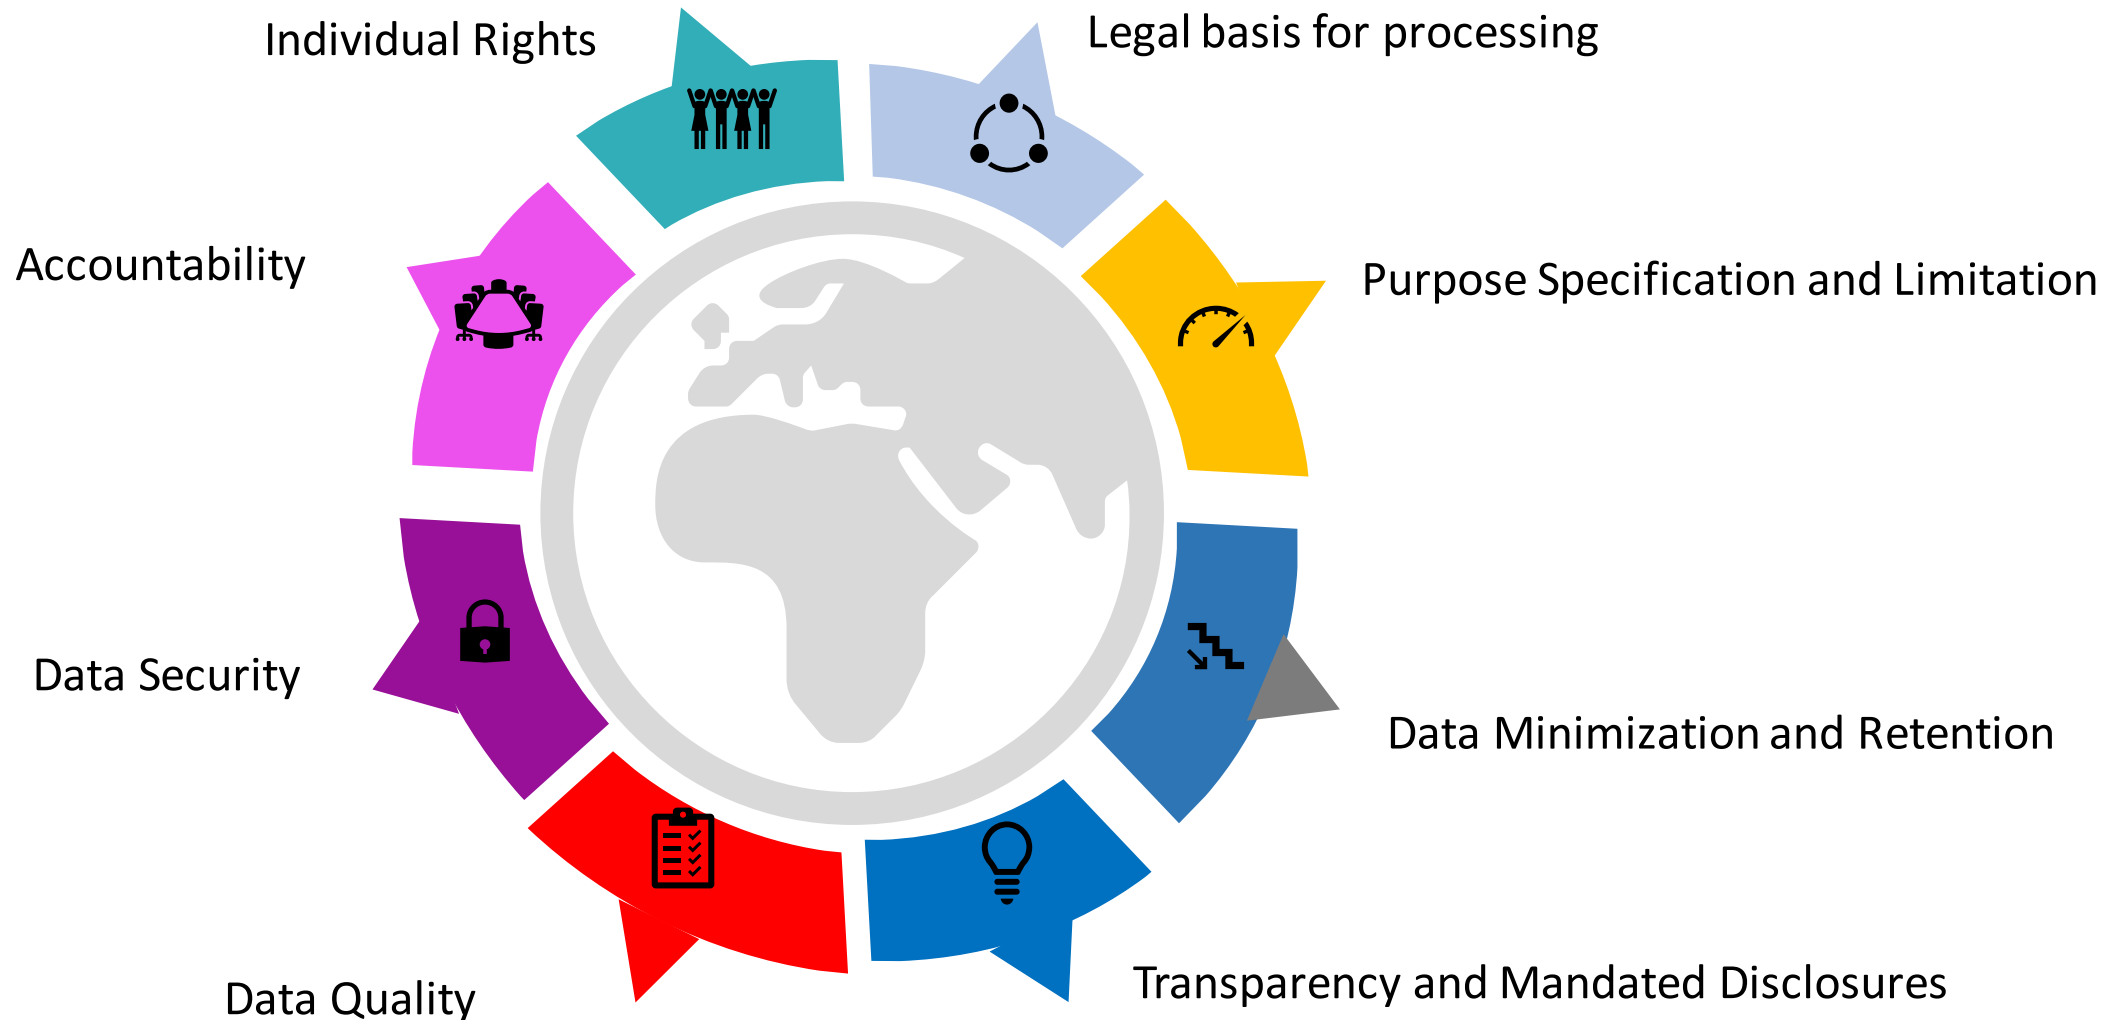 Individual Rights
Legal basis for processing
Accountability
Purpose Specification and Limitation
Data Security
Data Minimization and Retention
Data Quality
Transparency and Mandated Disclosures